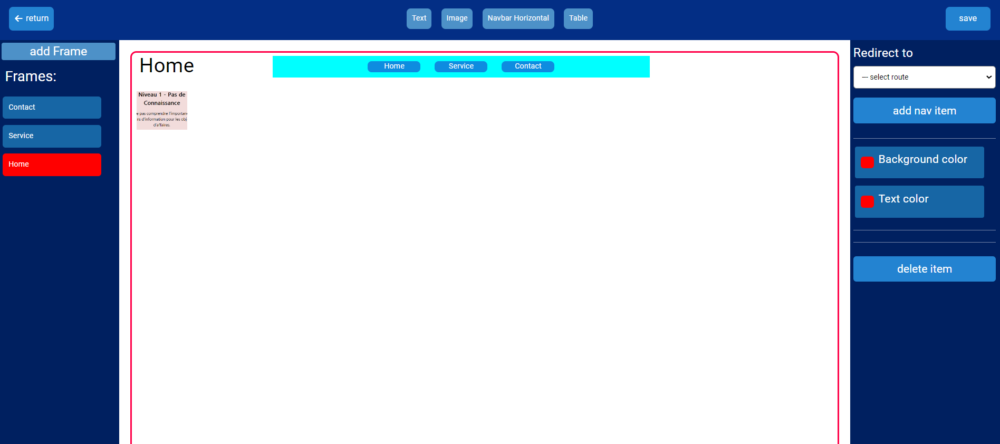 return
Text
Image
Navbar Horizontal
Table
save
add Frame
Frames:
Contact
Service
Home
Home
Home
Service
Contact
Niveau 1 - Pas de
Connaissance
e pas comprendre l'importan
ns d'information pour les obj
d'affaires.
Redirect to
--- select route
add nav item
Background color
Text color
delete item